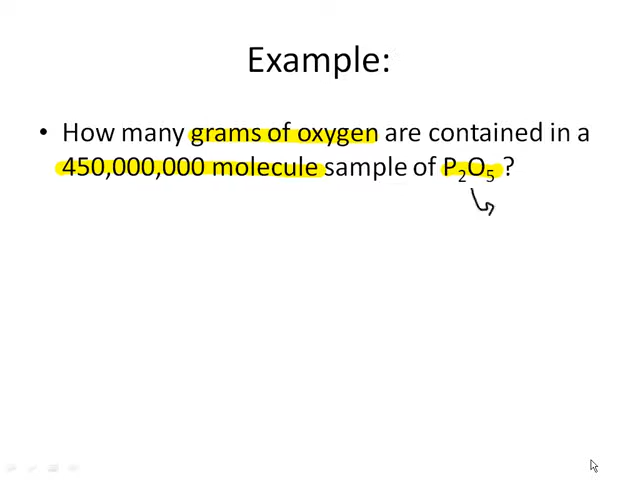 Example:
• How many grams of oxygen are contained in a
450,000,000 molecule sample of P₂O₅ ?